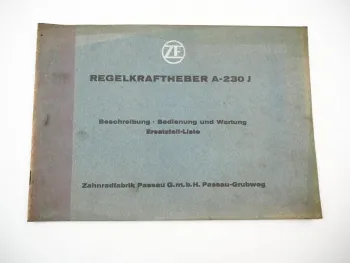 ZF
REGELKRAFTHEBER A-230 J
Beschreibung · Bedienung und Wartung
Ersatzteil-Liste
Zahnradfabrik Passau G.m.b.H. Passau-Grubweg